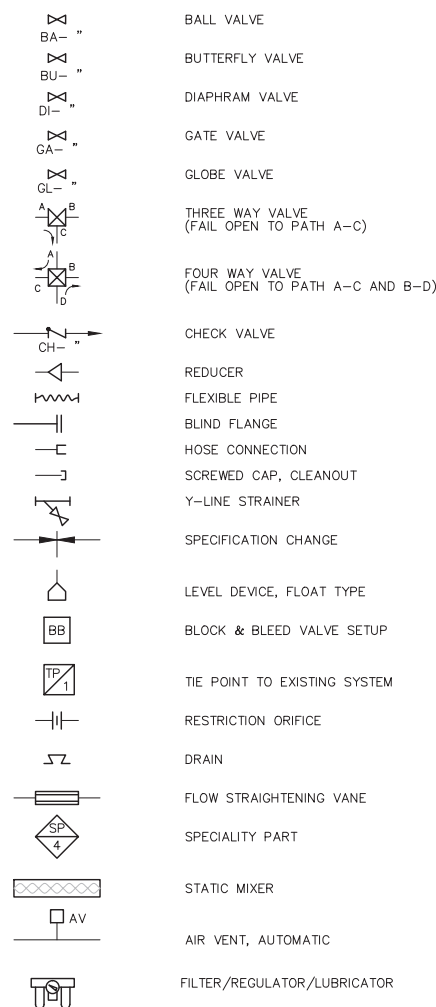 BALL VALVE
BA- "
BUTTERFLY VALVE
BU- "
DIAPHRAM VALVE
DI- "
GATE VALVE
GA- "
GLOBE VALVE
GL- "
A B
THREE WAY VALVE
(FAIL OPEN TO PATH A-C)
C
A
B
FOUR WAY VALVE
(FAIL OPEN TO PATH A-C AND B-D)
C
D
CHECK VALVE
CH- "
REDUCER
FLEXIBLE PIPE
BLIND FLANGE
HOSE CONNECTION
SCREWED CAP, CLEANOUT
Y-LINE STRAINER
SPECIFICATION CHANGE
LEVEL DEVICE, FLOAT TYPE
BB BLOCK & BLEED VALVE SETUP
TP
1
TIE POINT TO EXISTING SYSTEM
RESTRICTION ORIFICE
DRAIN
FLOW STRAIGHTENING VANE
SP
4
SPECIALITY PART
STATIC MIXER
AV
AIR VENT, AUTOMATIC
FILTER/REGULATOR/LUBRICATOR